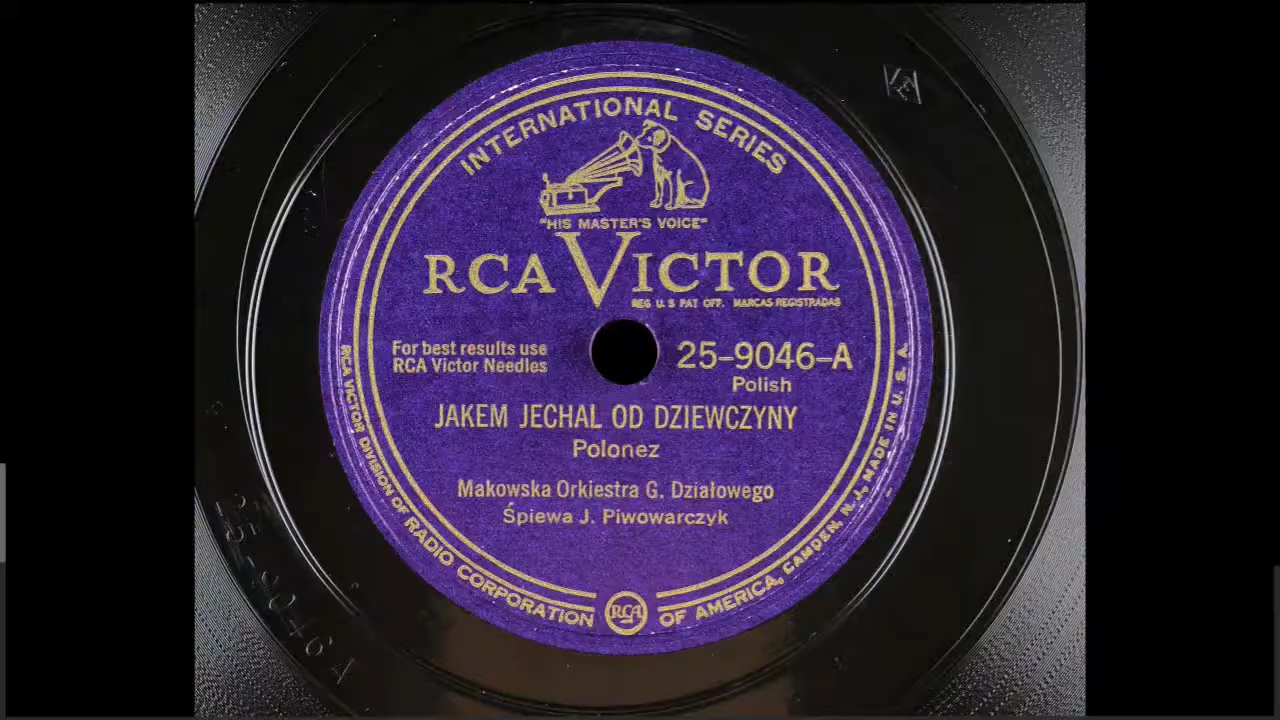 INTERNATIONAL SERIES
"HIS MASTER'S VOICE"
RCA VICTOR
REG U. S PAT OFF. MARCAS REGISTRADAS
For best results use
RCA Victor Needles
25-9046-A
Polish
JAKEM JECHAL OD DZIEWCZYNY
Polonez
Makowska Orkiestra G. Działowego
Śpiewa J. Piwowarczyk
RCA VICTOR DIVISION OF RADIO CORPORATION OF AMERICA, CAMDEN, N. J., MADE IN U. S. A.
RCA